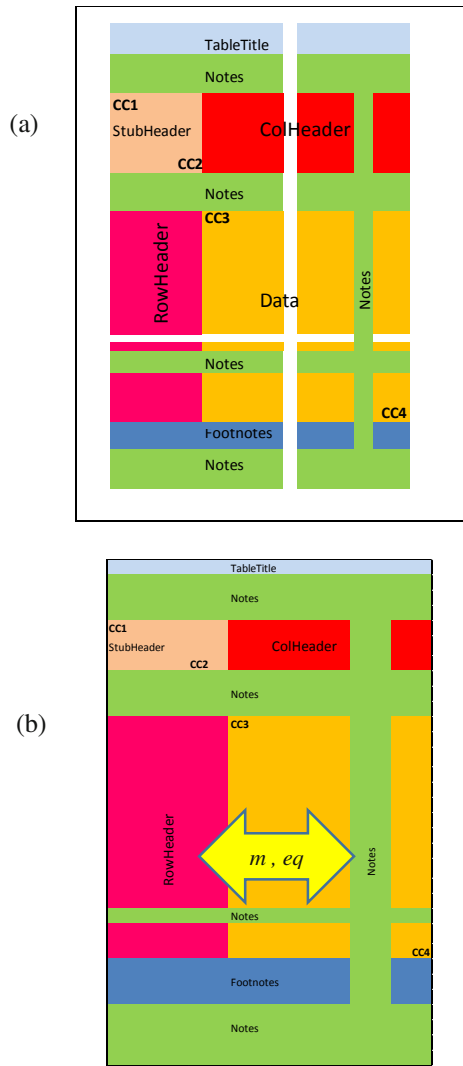 (a)
TableTitle
Notes
CC1
StubHeader
ColHeader
CC2
Notes
CC3
RowHeader
Data
Notes
Notes
CC4
Footnotes
Notes
(b)
TableTitle
Notes
CC1
StubHeader
ColHeader
CC2
Notes
CC3
RowHeader
m , eq
Notes
Notes
CC4
Footnotes
Notes